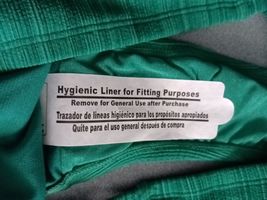 Hygienic Liner for Fitting Purposes
Remove for General Use after Purchase
Trazador de lineas higiénico para los propósitos apropiados
Quite para el uso general después de compra